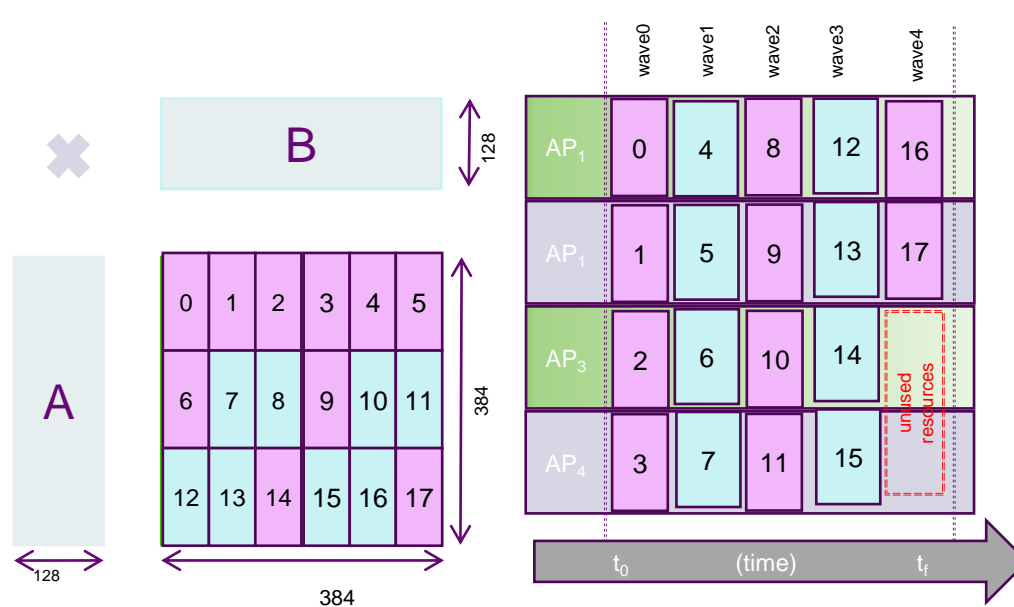 B
128
A
128
0 1 2 3 4 5
6 7 8 9 10 11
12 13 14 15 16 17
384
384
wave0 wave1 wave2 wave3 wave4
AP1 0 4 8 12 16
AP1 1 5 9 13 17
AP3 2 6 10 14
AP4 3 7 11 15
unused
resources
t0 (time) tf